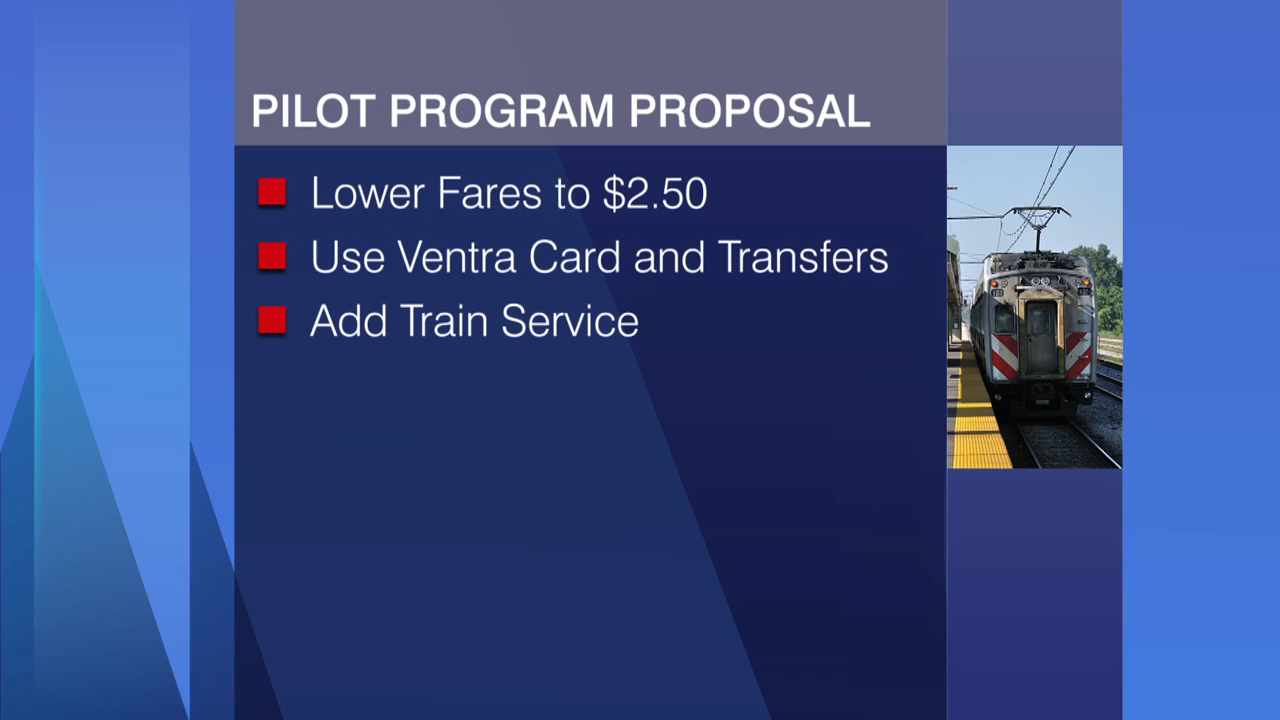 PILOT PROGRAM PROPOSAL
Lower Fares to $2.50
Use Ventra Card and Transfers
Add Train Service